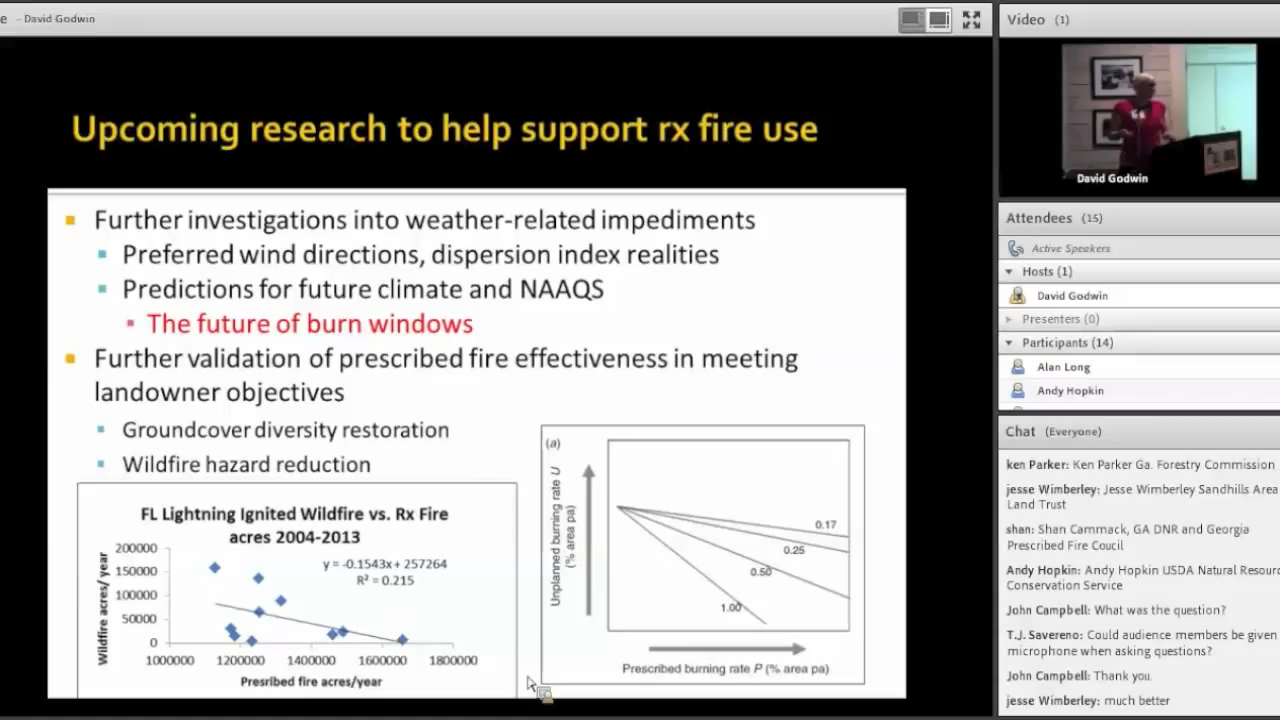 e - David Godwin
Upcoming research to help support rx fire use
Further investigations into weather-related impediments
Preferred wind directions, dispersion index realities
Predictions for future climate and NAAQS
The future of burn windows
Further validation of prescribed fire effectiveness in meeting
landowner objectives
Groundcover diversity restoration
Wildfire hazard reduction
FL Lightning Ignited Wildfire vs. Rx Fire
acres 2004-2013
y = -0.1543x + 257264
R² = 0.215
Wildfire acres/year
200000
150000
100000
50000
0
1000000 1200000 1400000 1600000 1800000
Presribed fire acres/year
(a)
Unplanned burning rate U
(% area pa)
0.17
0.25
0.50
1.00
Prescribed burning rate P (% area pa)
Video (1)
David Godwin
Attendees (15)
Active Speakers
Hosts (1)
David Godwin
Presenters (0)
Participants (14)
Alan Long
Andy Hopkin
Chat (Everyone)
ken Parker: Ken Parker Ga. Forestry Commission
jesse Wimberley: Jesse Wimberley Sandhills Area
Land Trust
shan: Shan Cammack, GA DNR and Georgia
Prescribed Fire Coucil
Andy Hopkin: Andy Hopkin USDA Natural Resourc
Conservation Service
John Campbell: What was the question?
T.J. Savereno: Could audience members be given
microphone when asking questions?
John Campbell: Thank you.
jesse Wimberley: much better